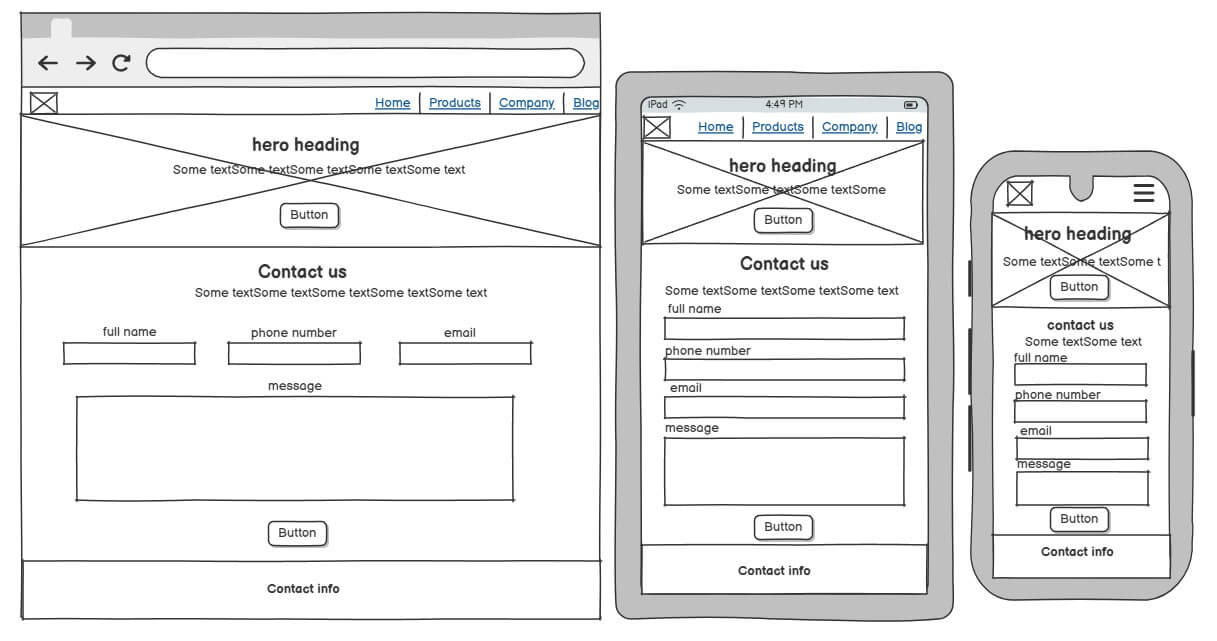 Home Products Company Blog
hero heading
Some textSome textSome textSome textSome text
Button
Contact us
Some textSome textSome textSome textSome text
full name phone number email
message
Button
Contact info
iPad 4:49 PM
Home Products Company Blog
hero heading
Some textSome textSome textSome
Button
Contact us
Some textSome textSome textSome text
full name
phone number
email
message
Button
Contact info
hero heading
Some textSome textSome t
Button
contact us
Some textSome text
full name
phone number
email
message
Button
Contact info